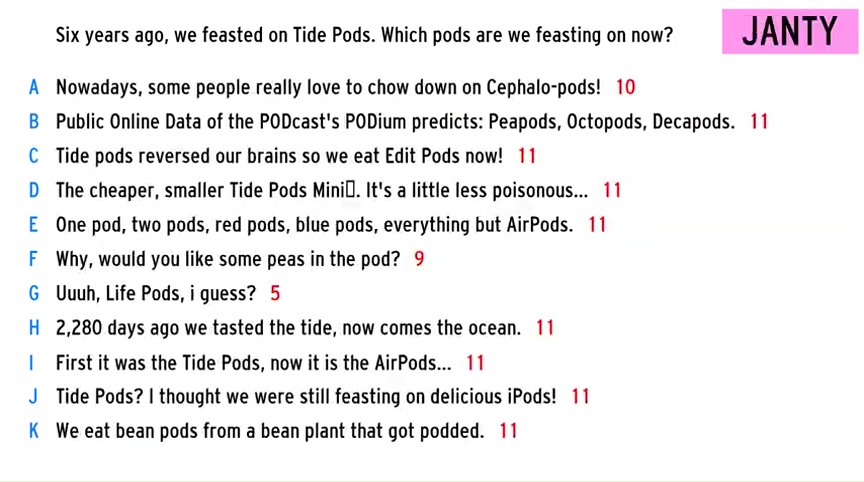 Six years ago, we feasted on Tide Pods. Which pods are we feasting on now?
JANTY
A Nowadays, some people really love to chow down on Cephalo-pods! 10
B Public Online Data of the PODcast's PODium predicts: Peapods, Octopods, Decapods. 11
C Tide pods reversed our brains so we eat Edit Pods now! 11
D The cheaper, smaller Tide Pods Mini▯. It's a little less poisonous... 11
E One pod, two pods, red pods, blue pods, everything but AirPods. 11
F Why, would you like some peas in the pod? 9
G Uuuh, Life Pods, i guess? 5
H 2,280 days ago we tasted the tide, now comes the ocean. 11
I First it was the Tide Pods, now it is the AirPods... 11
J Tide Pods? I thought we were still feasting on delicious iPods! 11
K We eat bean pods from a bean plant that got podded. 11